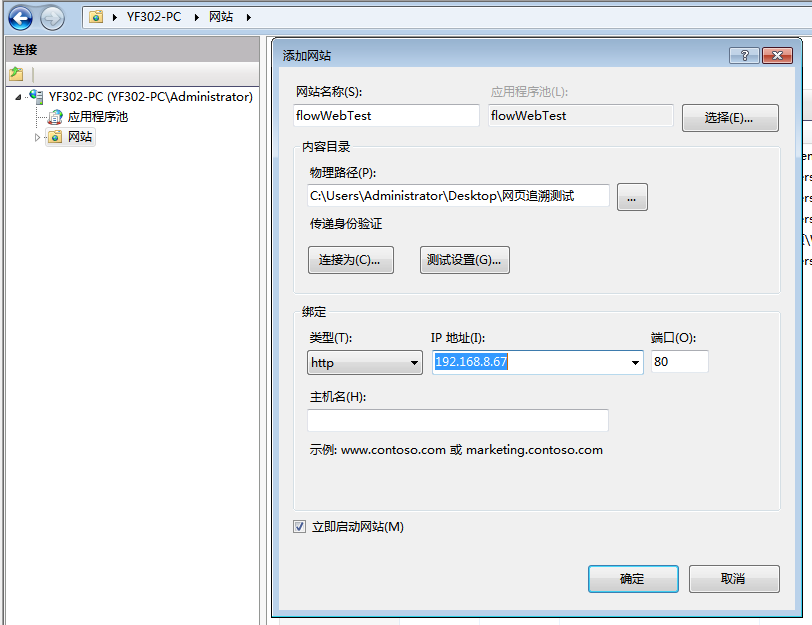 YF302-PC 网站
连接
YF302-PC (YF302-PC\Administrator)
应用程序池
网站
添加网站
网站名称(S):
应用程序池(L):
flowWebTest
flowWebTest
选择(E)...
内容目录
物理路径(P):
C:\Users\Administrator\Desktop\网页追溯测试
...
传递身份验证
连接为(C)...
测试设置(G)...
绑定
类型(T):
IP 地址(I):
端口(O):
http
192.168.8.67
80
主机名(H):
示例: www.contoso.com 或 marketing.contoso.com
立即启动网站(M)
确定
取消